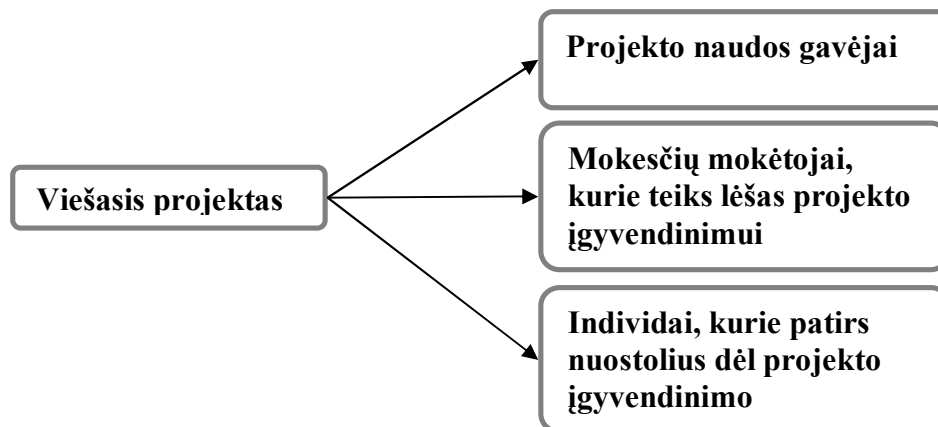 Projekto naudos gavėjai
Mokesčių mokėtojai,
kurie teiks lėšas projekto
įgyvendinimui
Viešasis projektas
Individai, kurie patirs
nuostolius dėl projekto
įgyvendinimo